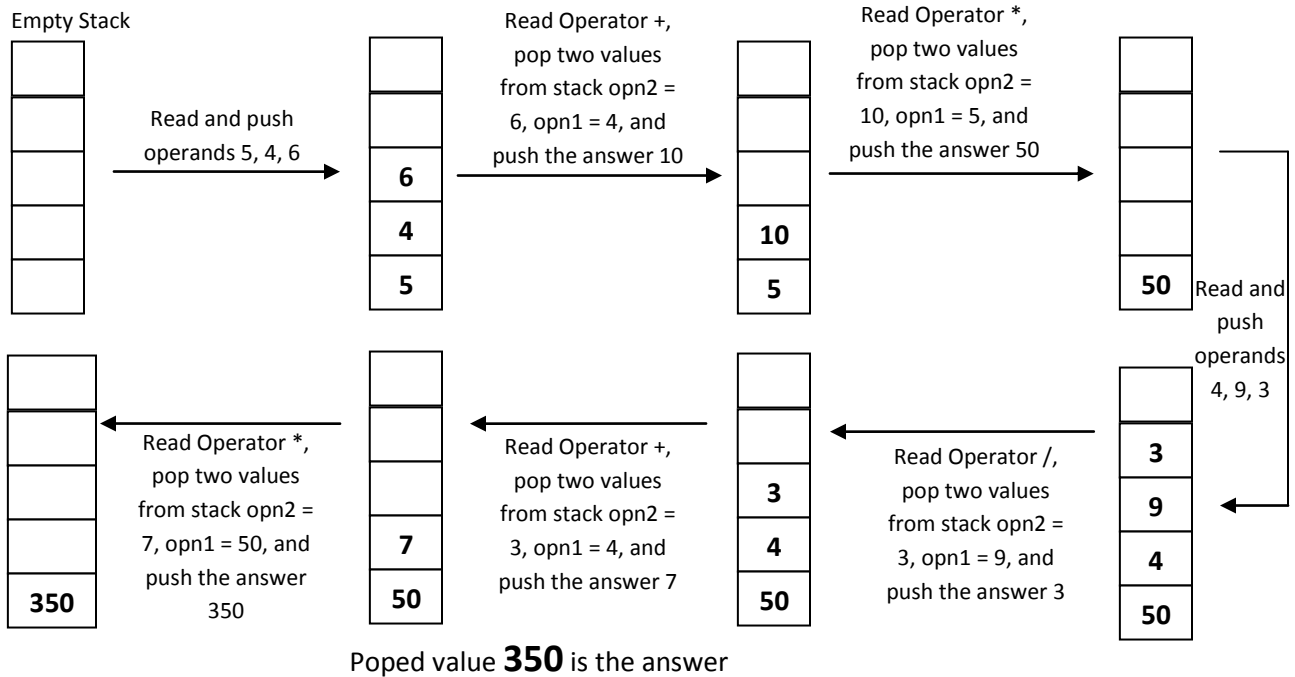 Empty Stack
Read and push
operands 5, 4, 6
6
4
5
Read Operator +,
pop two values
from stack opn2 =
6, opn1 = 4, and
push the answer 10
10
5
Read Operator *,
pop two values
from stack opn2 =
10, opn1 = 5, and
push the answer 50
50
Read and
push
operands
4, 9, 3
3
9
4
50
Read Operator /,
pop two values
from stack opn2 =
3, opn1 = 9, and
push the answer 3
3
4
50
Read Operator +,
pop two values
from stack opn2 =
3, opn1 = 4, and
push the answer 7
7
50
Read Operator *,
pop two values
from stack opn2 =
7, opn1 = 50, and
push the answer
350
350
Poped value 350 is the answer